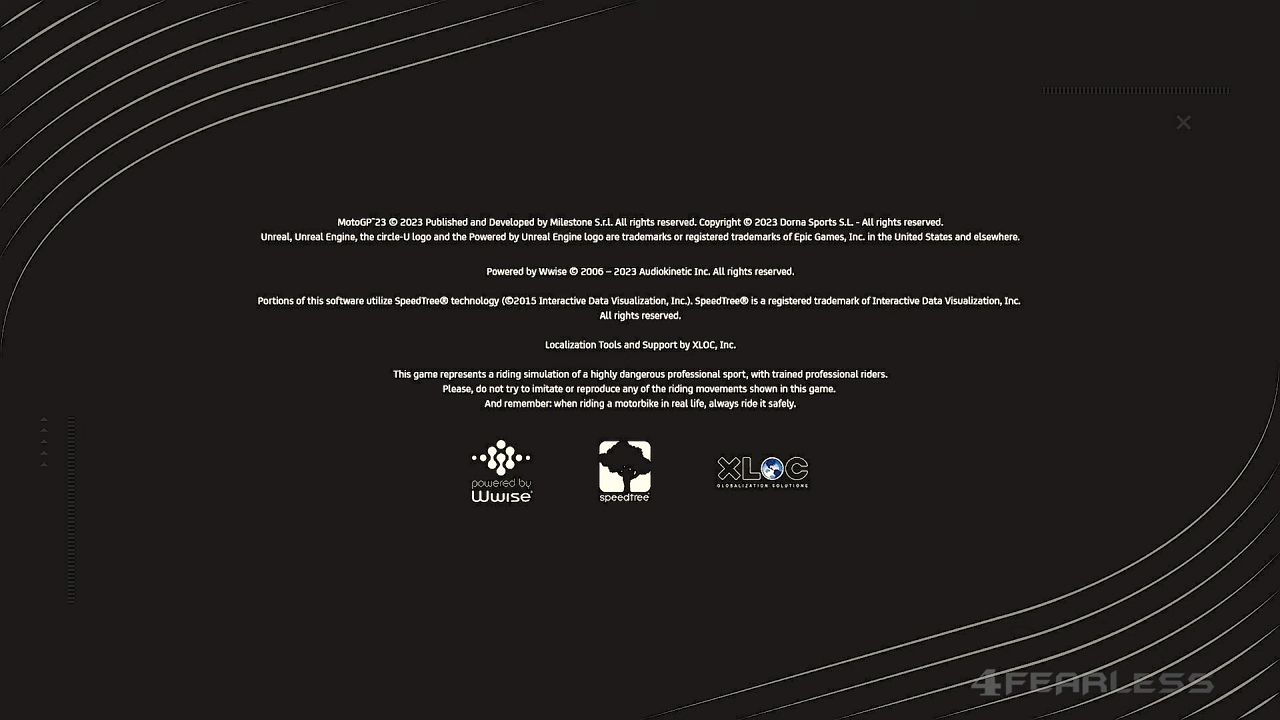 MotoGP™23 © 2023 Published and Developed by Milestone S.r.l. All rights reserved. Copyright © 2023 Dorna Sports S.L. - All rights reserved.
Unreal, Unreal Engine, the circle-U logo and the Powered by Unreal Engine logo are trademarks or registered trademarks of Epic Games, Inc. in the United States and elsewhere.
Powered by Wwise © 2006 – 2023 Audiokinetic Inc. All rights reserved.
Portions of this software utilize SpeedTree® technology (©2015 Interactive Data Visualization, Inc.). SpeedTree® is a registered trademark of Interactive Data Visualization, Inc.
All rights reserved.
Localization Tools and Support by XLOC, Inc.
This game represents a riding simulation of a highly dangerous professional sport, with trained professional riders.
Please, do not try to imitate or reproduce any of the riding movements shown in this game.
And remember: when riding a motorbike in real life, always ride it safely.
powered by
Wwise
speedtree
XLOC
GLOBALIZATION SOLUTIONS
4FEARLESS